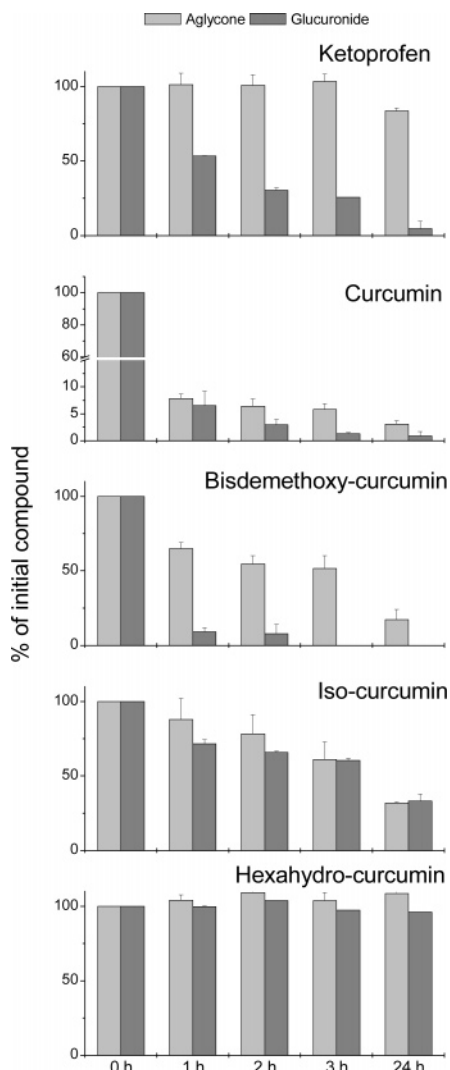 Aglycone Glucuronide
Ketoprofen
100
50
0
Curcumin
100
80
60
10
5
0
Bisdemethoxy-curcumin
100
50
0
% of initial compound
Iso-curcumin
100
50
0
Hexahydro-curcumin
100
50
0
0 h 1 h 2 h 3 h 24 h